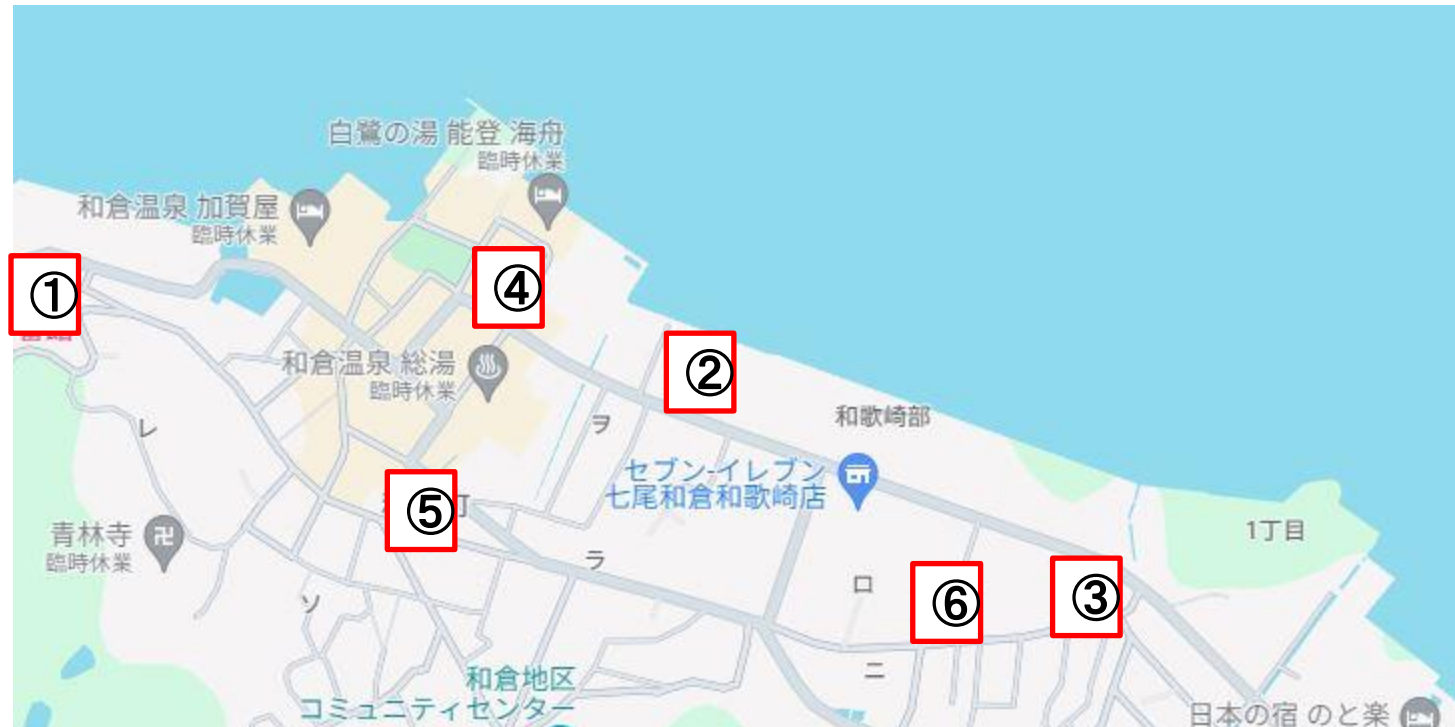 白鷺の湯 能登 海舟
臨時休業
和倉温泉 加賀屋
臨時休業
①
④
和倉温泉 総湯
臨時休業
②
和歌崎部
レ
ヲ
セブン-イレブン
七尾和倉和歌崎店
⑤
町
青林寺
臨時休業
1丁目
ラ
ロ
⑥
③
ソ
和倉地区
コミュニティセンター
ニ
日本の宿 のと楽